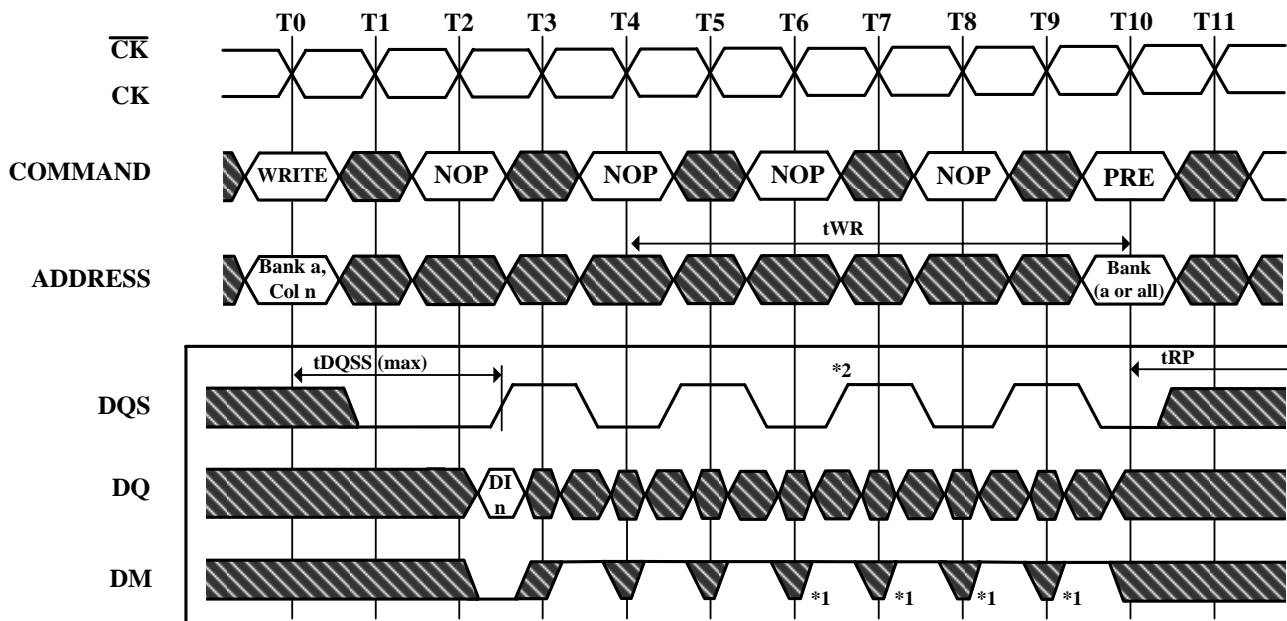 T0 T1 T2 T3 T4 T5 T6 T7 T8 T9 T10 T11
CK
CK
COMMAND WRITE NOP NOP NOP NOP PRE
tWR
ADDRESS Bank a, Col n Bank (a or all)
tDQSS (max) tRP
*2
DQS
DQ DI n
DM
*1 *1 *1 *1